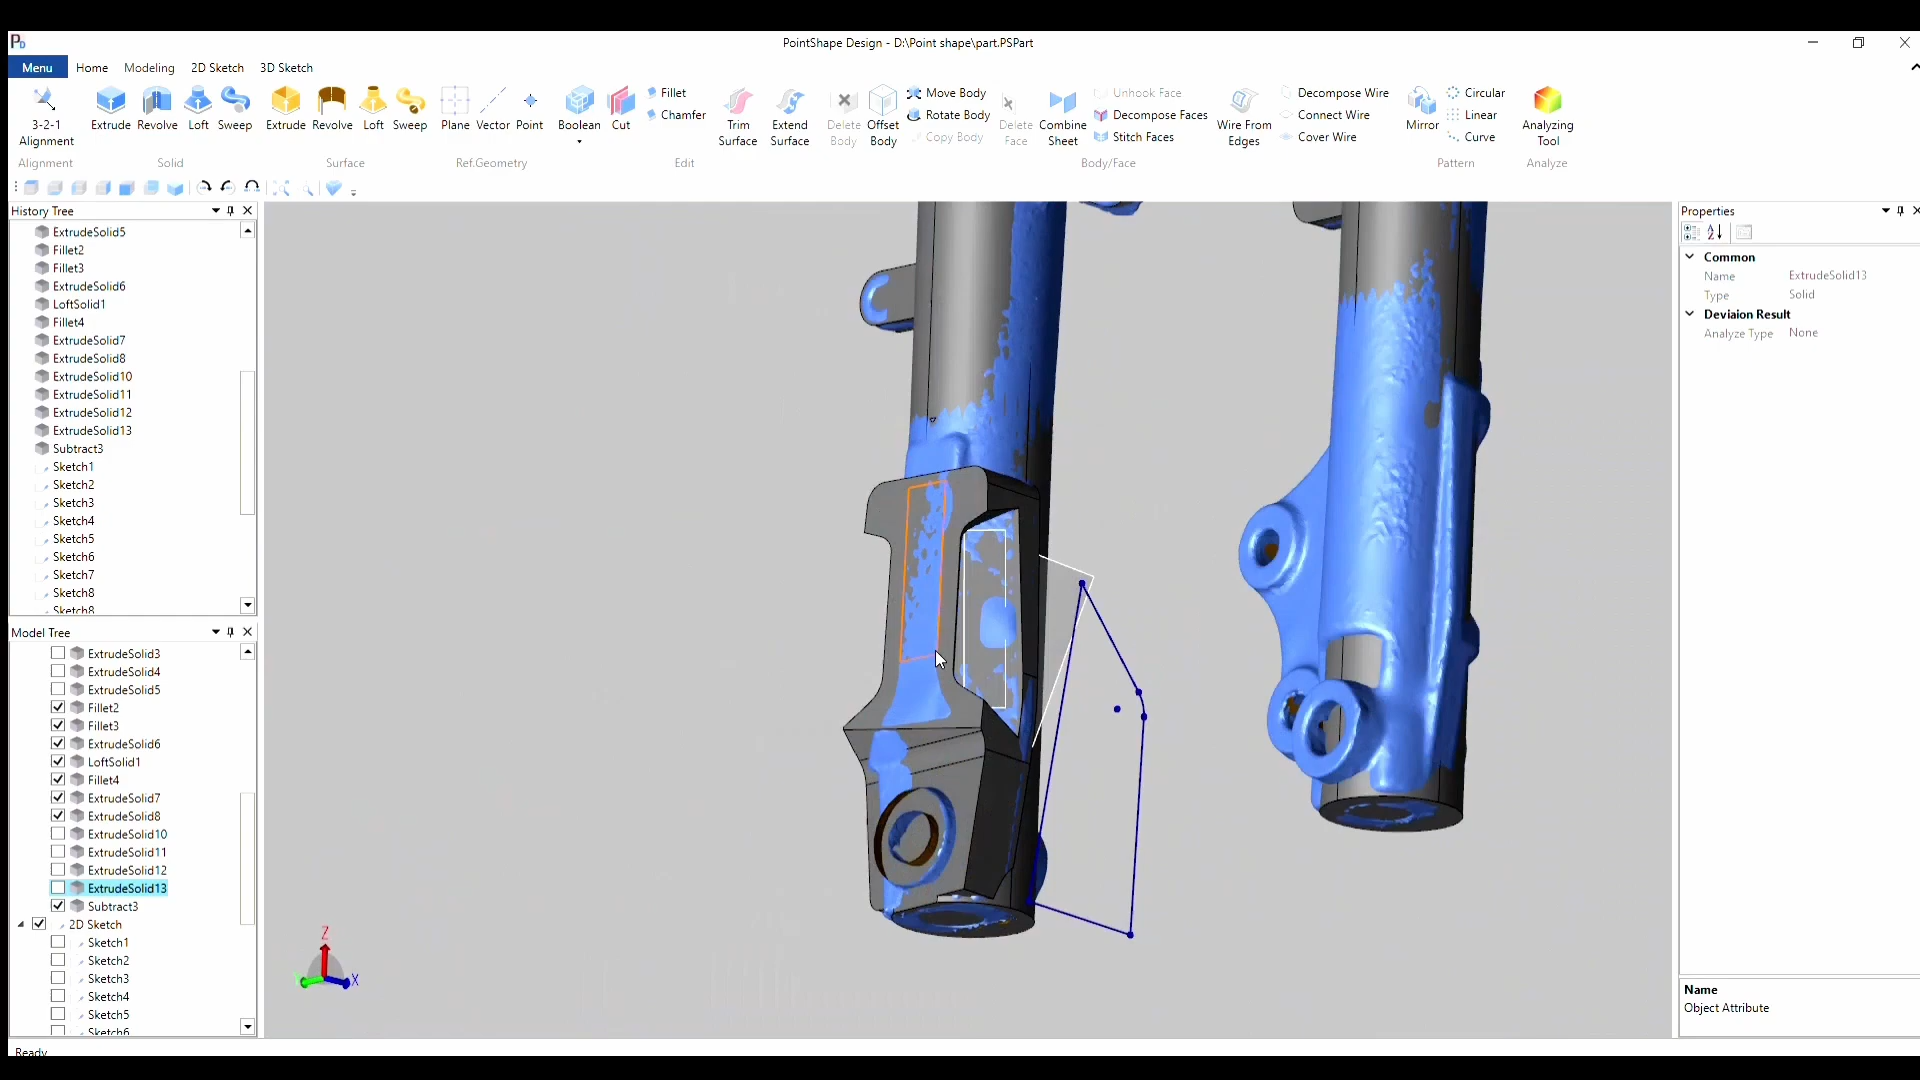 PD
PointShape Design - D:\Point shape\part.PSPart
Menu Home Modeling 2D Sketch 3D Sketch
3-2-1 Alignment
Extrude Revolve Loft Sweep
Extrude Revolve Loft Sweep
Plane Vector Point
Boolean Cut
Fillet
Chamfer
Trim Surface
Extend Surface
Delete Body
Offset Body
Move Body
Rotate Body
Copy Body
Delete Face
Combine Sheet
Unhook Face
Decompose Faces
Stitch Faces
Wire From Edges
Decompose Wire
Connect Wire
Cover Wire
Mirror
Circular
Linear
Curve
Analyzing Tool
Alignment Solid Surface Ref.Geometry Edit Body/Face Pattern Analyze
History Tree
ExtrudeSolid5
Fillet2
Fillet3
ExtrudeSolid6
LoftSolid1
Fillet4
ExtrudeSolid7
ExtrudeSolid8
ExtrudeSolid10
ExtrudeSolid11
ExtrudeSolid12
ExtrudeSolid13
Subtract3
Sketch1
Sketch2
Sketch3
Sketch4
Sketch5
Sketch6
Sketch7
Sketch8
Sketch8
Model Tree
ExtrudeSolid3
ExtrudeSolid4
ExtrudeSolid5
Fillet2
Fillet3
ExtrudeSolid6
LoftSolid1
Fillet4
ExtrudeSolid7
ExtrudeSolid8
ExtrudeSolid10
ExtrudeSolid11
ExtrudeSolid12
ExtrudeSolid13
Subtract3
2D Sketch
Sketch1
Sketch2
Sketch3
Sketch4
Sketch5
Sketch6
Z
X
Properties
Common
Name ExtrudeSolid13
Type Solid
Deviaion Result
Analyze Type None
Name
Object Attribute
Ready